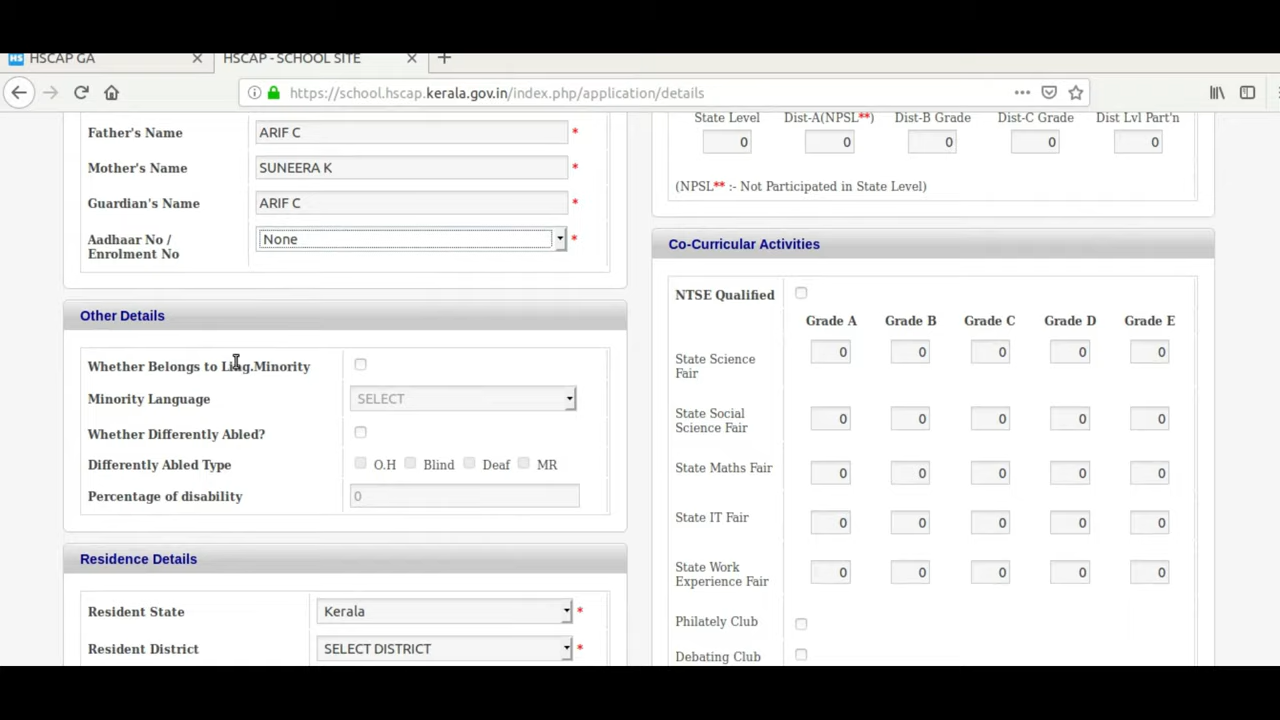 HSCAP GA
HSCAP - SCHOOL SITE
https://school.hscap.kerala.gov.in/index.php/application/details
Father's Name ARIF C *
Mother's Name SUNEERA K *
Guardian's Name ARIF C *
Aadhaar No /
Enrolment No
None *
Other Details
Whether Belongs to Ling.Minority
Minority Language SELECT
Whether Differently Abled?
Differently Abled Type O.H Blind Deaf MR
Percentage of disability 0
Residence Details
Resident State Kerala *
Resident District SELECT DISTRICT *
State Level Dist-A(NPSL**) Dist-B Grade Dist-C Grade Dist Lvl Part'n
0 0 0 0 0
(NPSL** :- Not Participated in State Level)
Co-Curricular Activities
NTSE Qualified
Grade A Grade B Grade C Grade D Grade E
State Science
Fair
0 0 0 0 0
State Social
Science Fair
0 0 0 0 0
State Maths Fair 0 0 0 0 0
State IT Fair 0 0 0 0 0
State Work
Experience Fair
0 0 0 0 0
Philately Club
Debating Club